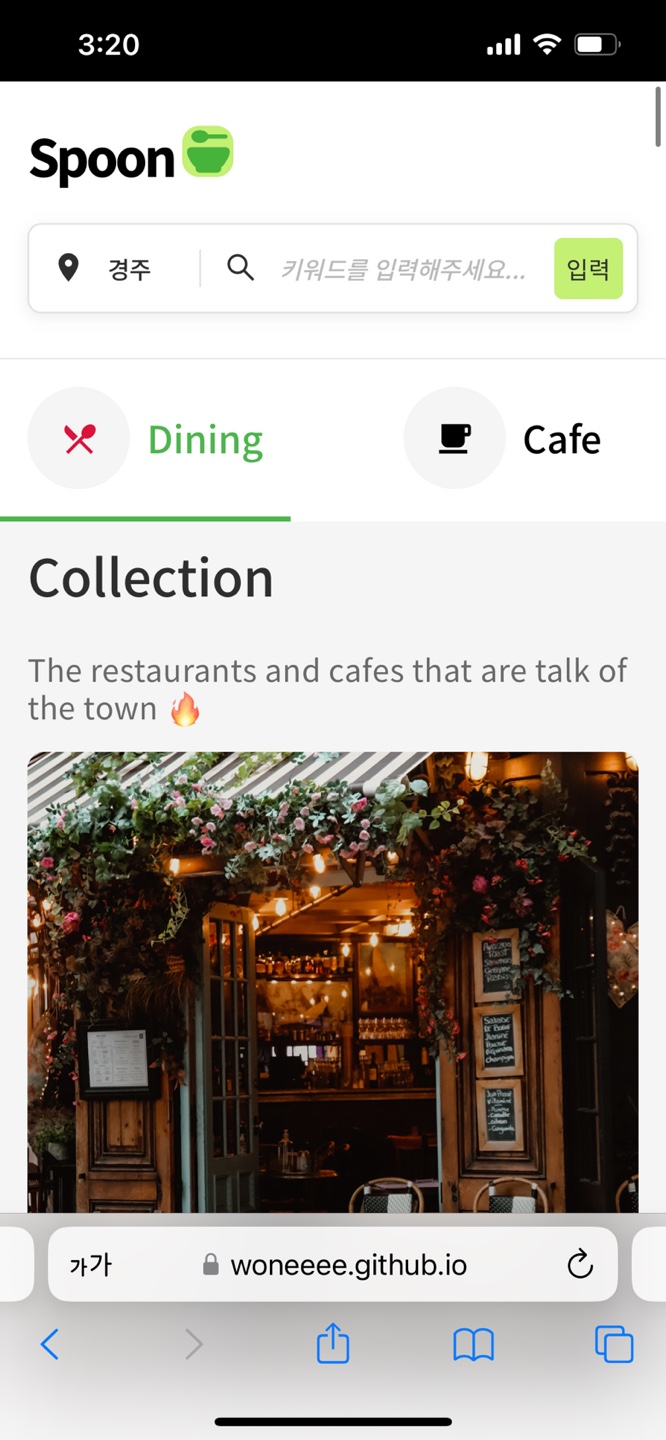 3:20
Spoon
경주
키워드를 입력해주세요...
입력
Dining
Cafe
Collection
The restaurants and cafes that are talk of
the town 🔥
가가
woneeee.github.io